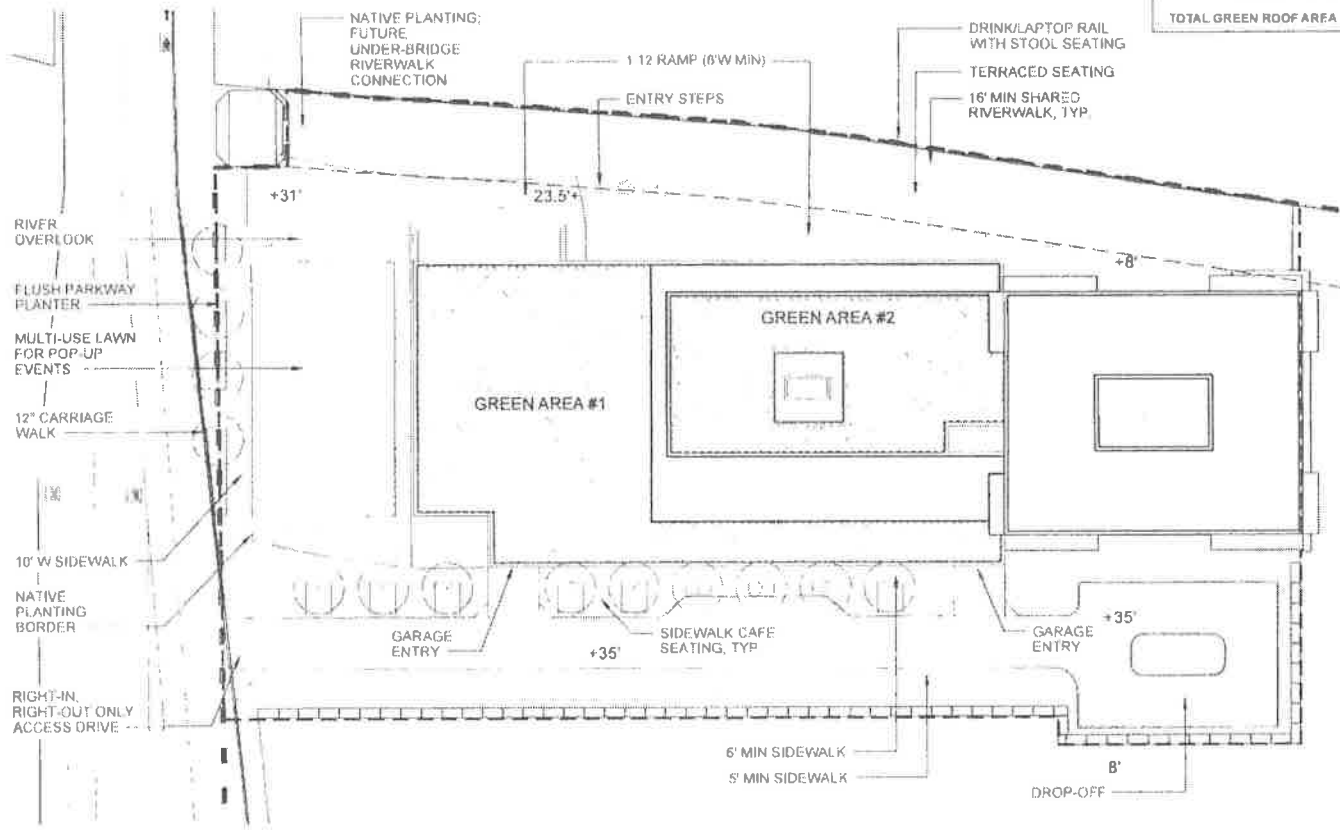 TOTAL GREEN ROOF AREA
NATIVE PLANTING;
FUTURE
UNDER-BRIDGE
RIVERWALK
CONNECTION
1:12 RAMP (8'W MIN)
ENTRY STEPS
DRINK/LAPTOP RAIL
WITH STOOL SEATING
TERRACED SEATING
16' MIN SHARED
RIVERWALK, TYP.
+31'
23.5'+
+8'
RIVER
OVERLOOK
FLUSH PARKWAY
PLANTER
MULTI-USE LAWN
FOR POP-UP
EVENTS
12" CARRIAGE
WALK
GREEN AREA #1
GREEN AREA #2
10' W SIDEWALK
NATIVE
PLANTING
BORDER
RIGHT-IN,
RIGHT-OUT ONLY
ACCESS DRIVE
GARAGE
ENTRY
+35'
SIDEWALK CAFE
SEATING, TYP
GARAGE
ENTRY
+35'
6' MIN SIDEWALK
5' MIN SIDEWALK
8'
DROP-OFF